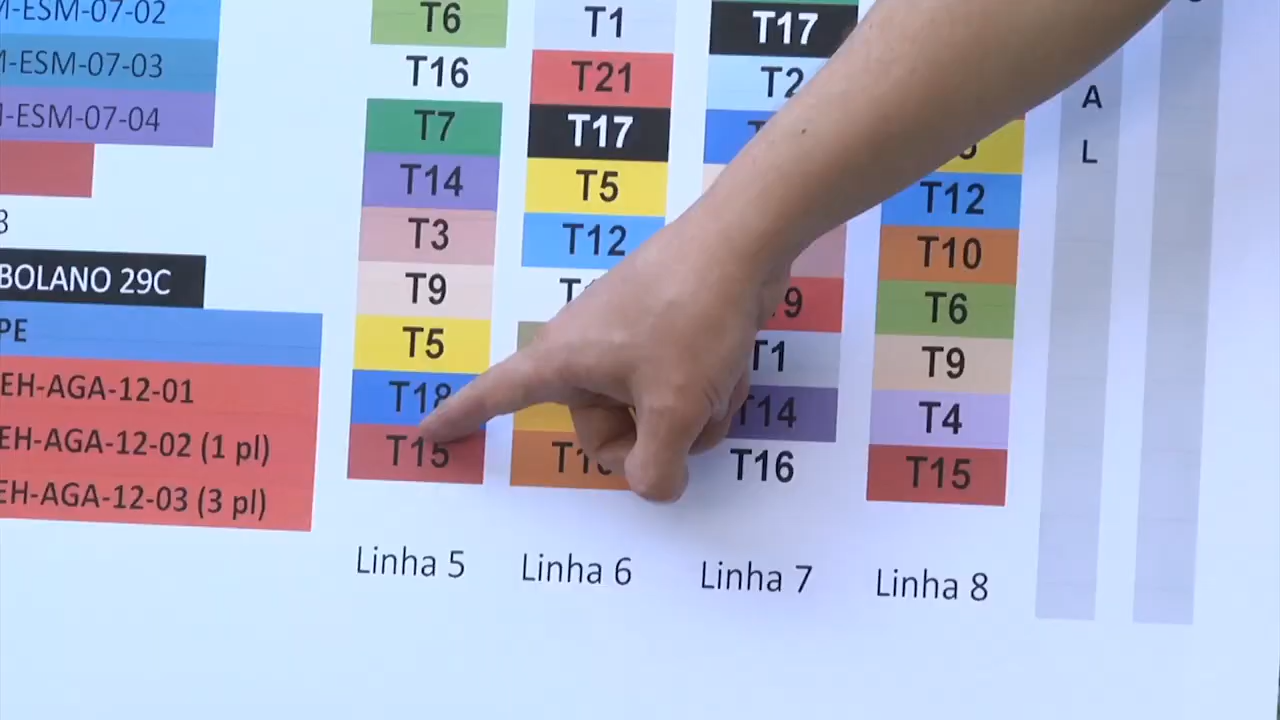 M-ESM-07-02
M-ESM-07-03
M-ESM-07-04
BOLANO 29C
EH-AGA-12-01
EH-AGA-12-02 (1 pl)
EH-AGA-12-03 (3 pl)
T6
T16
T7
T14
T3
T9
T5
T18
T15
Linha 5
T1
T21
T17
T5
T12
Linha 6
T17
T2
T1
T14
T16
Linha 7
T12
T10
T6
T9
T4
T15
Linha 8
A
L